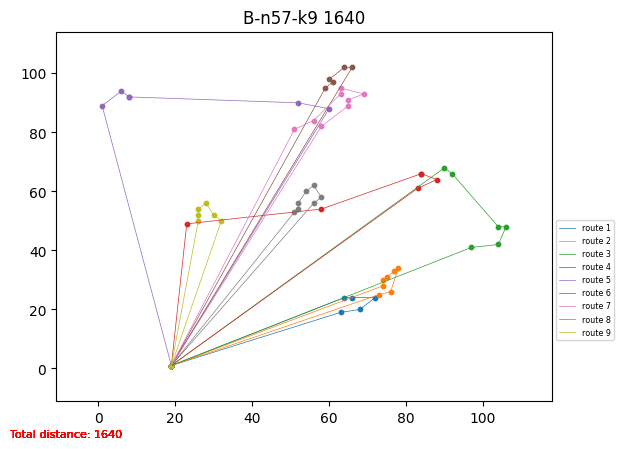 B-n57-k9 1640
100
80
60
40
20
0
0 20 40 60 80 100
route 1
route 2
route 3
route 4
route 5
route 6
route 7
route 8
route 9
Total distance: 1640